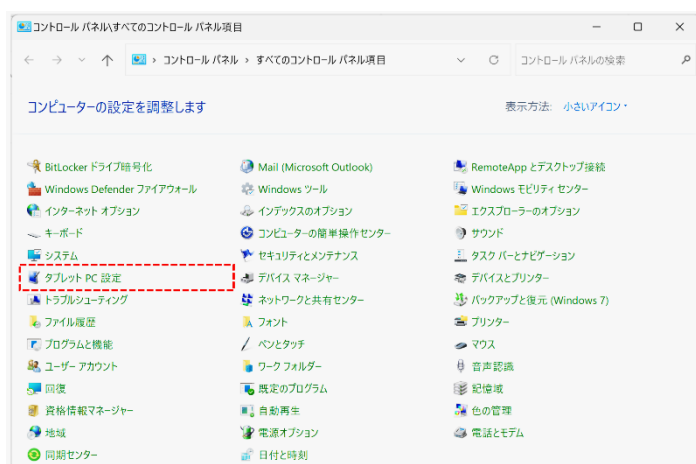 コントロール パネル\すべてのコントロール パネル項目
コントロール パネル › すべてのコントロール パネル項目
コントロール パネルの検索
コンピューターの設定を調整します
表示方法: 小さいアイコン
BitLocker ドライブ暗号化 Mail (Microsoft Outlook) RemoteApp とデスクトップ接続
Windows Defender ファイアウォール Windows ツール Windows モビリティ センター
インターネット オプション インデックスのオプション エクスプローラーのオプション
キーボード コンピューターの簡単操作センター サウンド
システム セキュリティとメンテナンス タスク バーとナビゲーション
タブレット PC 設定 デバイス マネージャー デバイスとプリンター
トラブルシューティング ネットワークと共有センター バックアップと復元 (Windows 7)
ファイル履歴 フォント プリンター
プログラムと機能 ペンとタッチ マウス
ユーザー アカウント ワーク フォルダー 音声認識
回復 既定のプログラム 記憶域
資格情報マネージャー 自動再生 色の管理
地域 電源オプション 電話とモデム
同期センター 日付と時刻